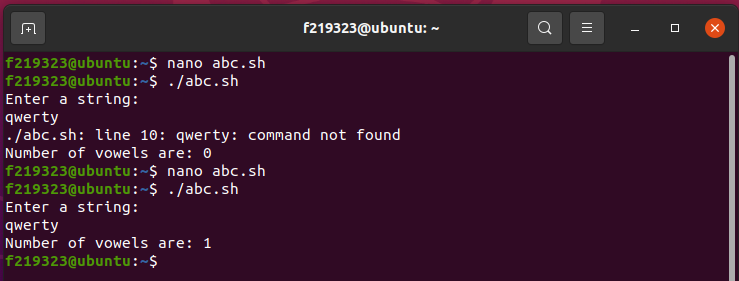 f219323@ubuntu: ~
f219323@ubuntu:~$ nano abc.sh
f219323@ubuntu:~$ ./abc.sh
Enter a string:
qwerty
./abc.sh: line 10: qwerty: command not found
Number of vowels are: 0
f219323@ubuntu:~$ nano abc.sh
f219323@ubuntu:~$ ./abc.sh
Enter a string:
qwerty
Number of vowels are: 1
f219323@ubuntu:~$